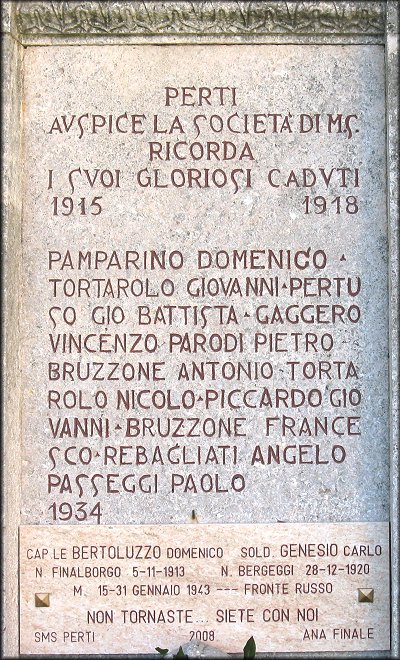 PERTI
AVSPICE LA SOCIETÀ DI M.S.
RICORDA
I SVOI GLORIOSI CADVTI
1915 1918
PAMPARINO DOMENICO ·
TORTAROLO GIOVANNI · PERTU
SO GIO BATTISTA · GAGGERO
VINCENZO PARODI PIETRO ·
BRUZZONE ANTONIO · TORTA
ROLO NICOLO · PICCARDO GIO
VANNI · BRUZZONE FRANCE
SCO · REBAGLIATI ANGELO
PASSEGGI PAOLO
1934
CAP LE BERTOLUZZO DOMENICO SOLD. GENESIO CARLO
N FINALBORGO 5-11-1913 N. BERGEGGI 28-12-1920
M. 15-31 GENNAIO 1943 --- FRONTE RUSSO
NON TORNASTE... SIETE CON NOI
SMS PERTI 2008 ANA FINALE